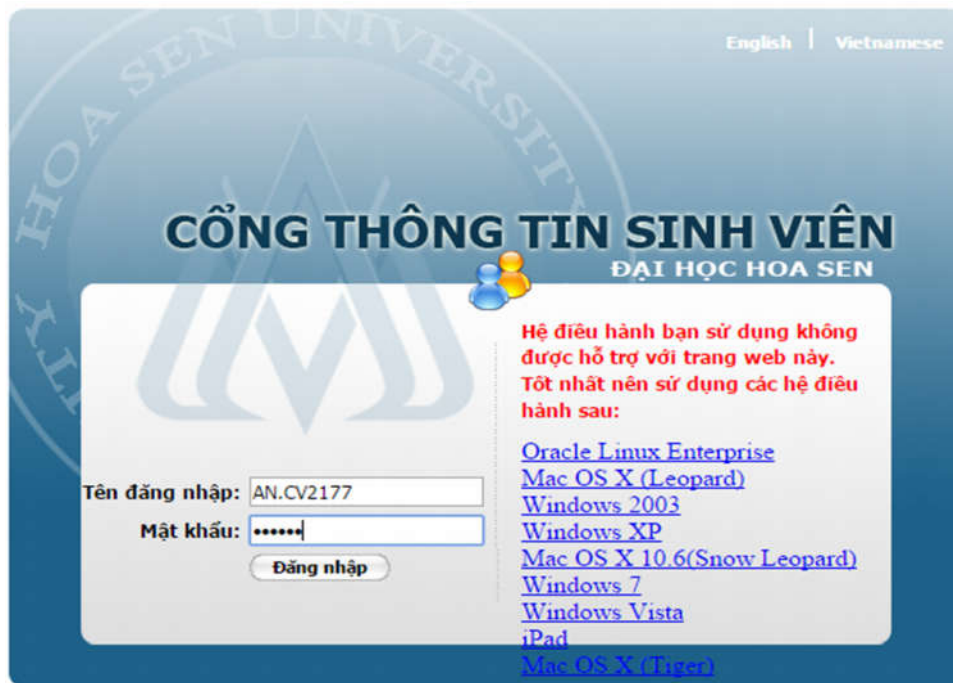 English | Vietnamese
HOA SEN UNIVERSITY
CỔNG THÔNG TIN SINH VIÊN
ĐẠI HỌC HOA SEN
Hệ điều hành bạn sử dụng không
được hỗ trợ với trang web này.
Tốt nhất nên sử dụng các hệ điều
hành sau:
Oracle Linux Enterprise
Mac OS X (Leopard)
Windows 2003
Windows XP
Mac OS X 10.6(Snow Leopard)
Windows 7
Windows Vista
iPad
Mac OS X (Tiger)
Tên đăng nhập: AN.CV2177
Mật khẩu: ••••••
Đăng nhập